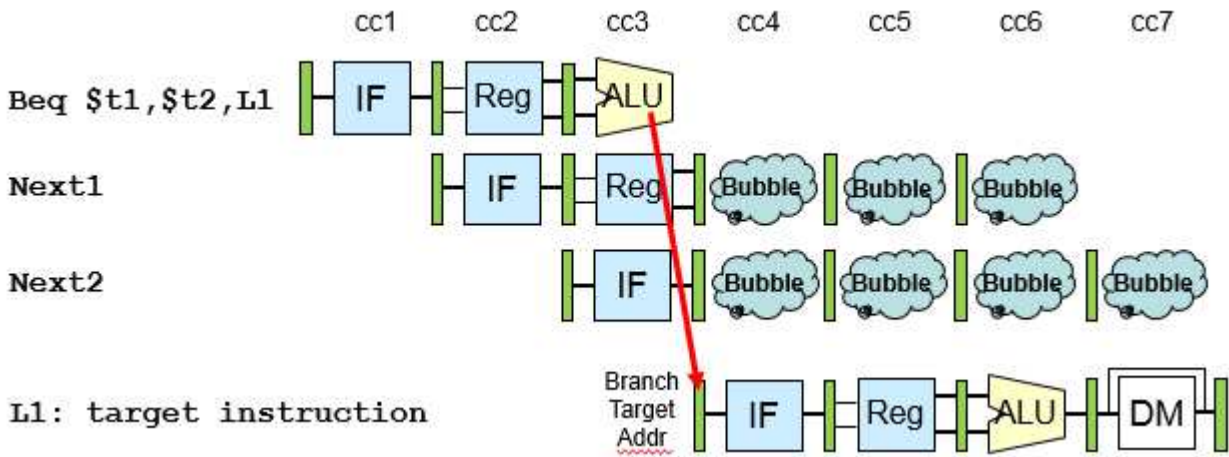 cc1 cc2 cc3 cc4 cc5 cc6 cc7
Beq $t1,$t2,L1 IF Reg ALU
Next1 IF Reg Bubble Bubble Bubble
Next2 IF Bubble Bubble Bubble Bubble
Branch
L1: target instruction Target IF Reg ALU DM
Addr